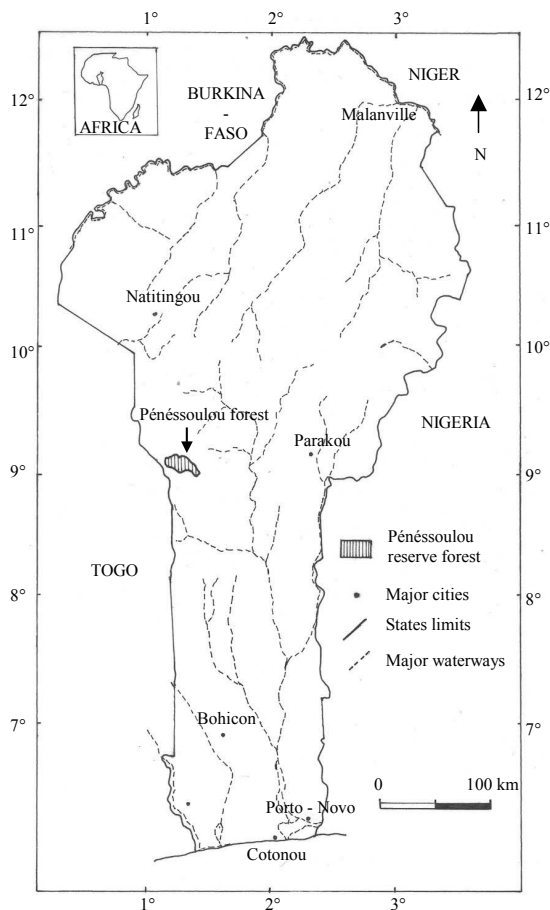 1° 2° 3°
NIGER
12° 12°
BURKINA
-
FASO
Malanville
AFRICA
N
11° 11°
Natitingou
10° 10°
Pénéssoulou forest
NIGERIA
Parakou
9° 9°
Pénéssoulou
reserve forest
TOGO
Major cities
8° 8°
States limits
Major waterways
7° 7°
Bohicon
0 100 km
Porto - Novo
Cotonou
1° 2° 3°